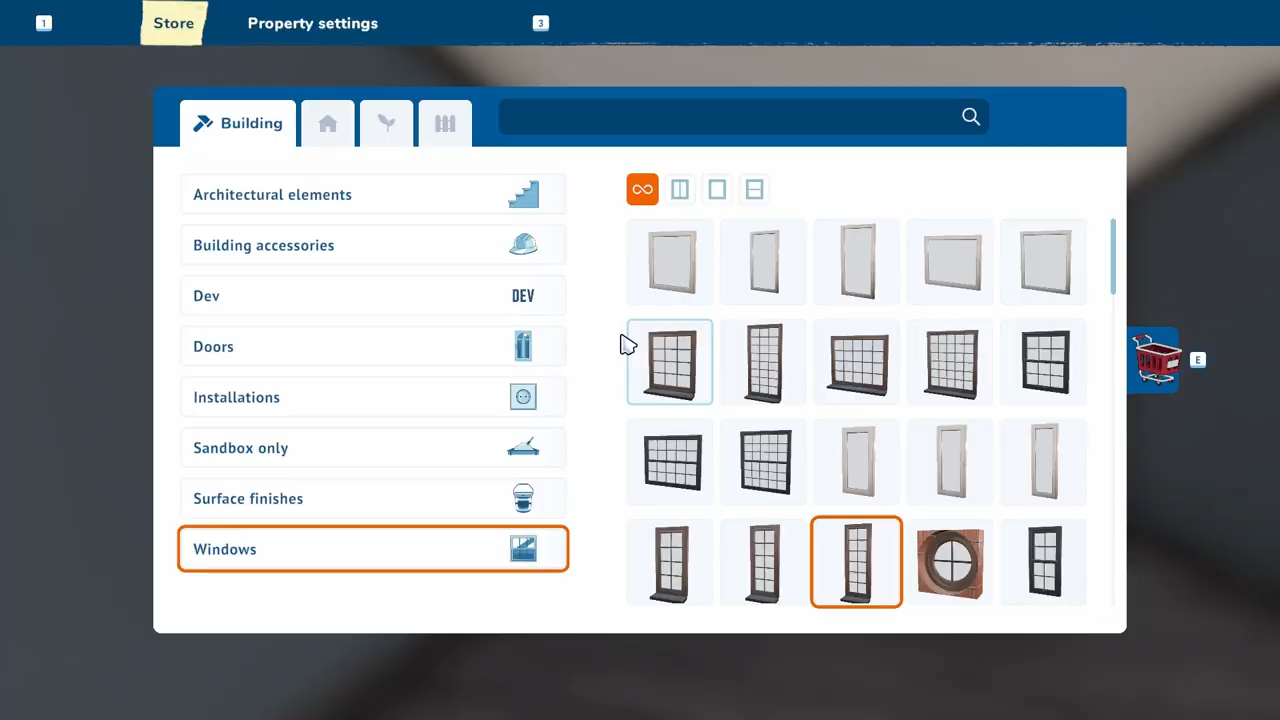 1
Store
Property settings
3
Building
Architectural elements
Building accessories
Dev
DEV
Doors
E
Installations
Sandbox only
Surface finishes
Windows